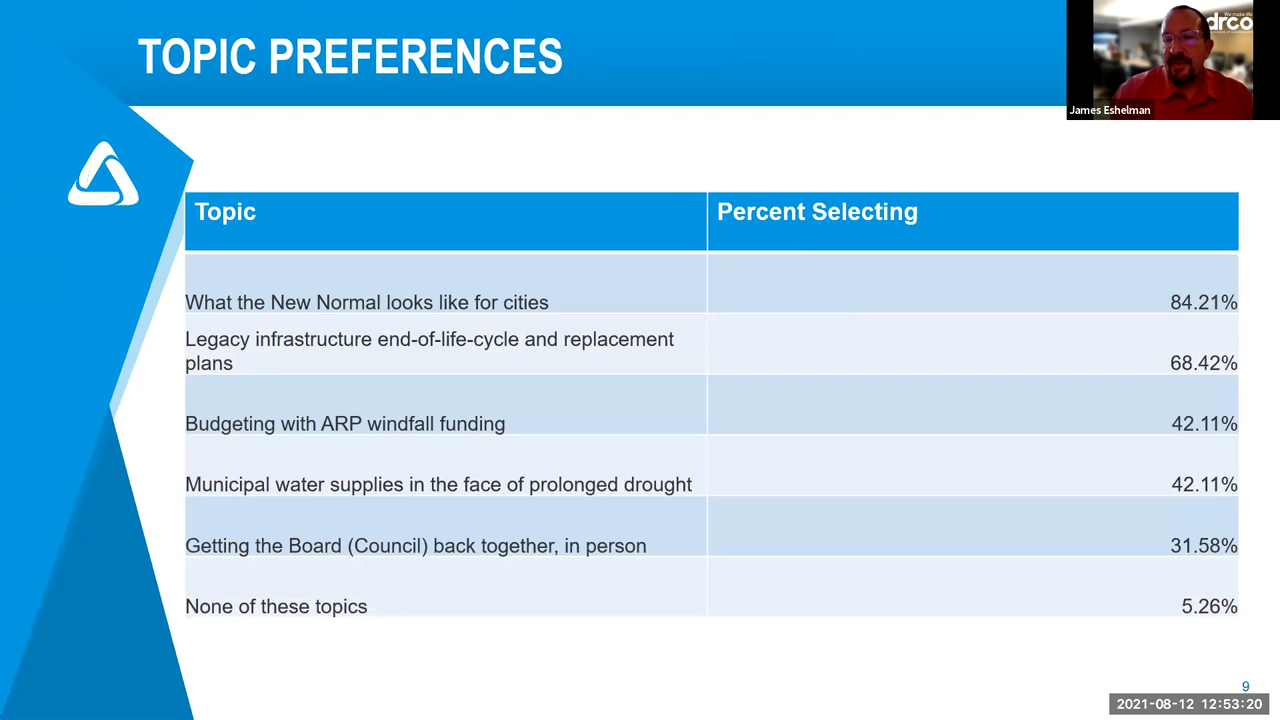 TOPIC PREFERENCES
drco
James Eshelman
Topic Percent Selecting
What the New Normal looks like for cities 84.21%
Legacy infrastructure end-of-life-cycle and replacement
plans 68.42%
Budgeting with ARP windfall funding 42.11%
Municipal water supplies in the face of prolonged drought 42.11%
Getting the Board (Council) back together, in person 31.58%
None of these topics 5.26%
9
2021-08-12 12:53:20